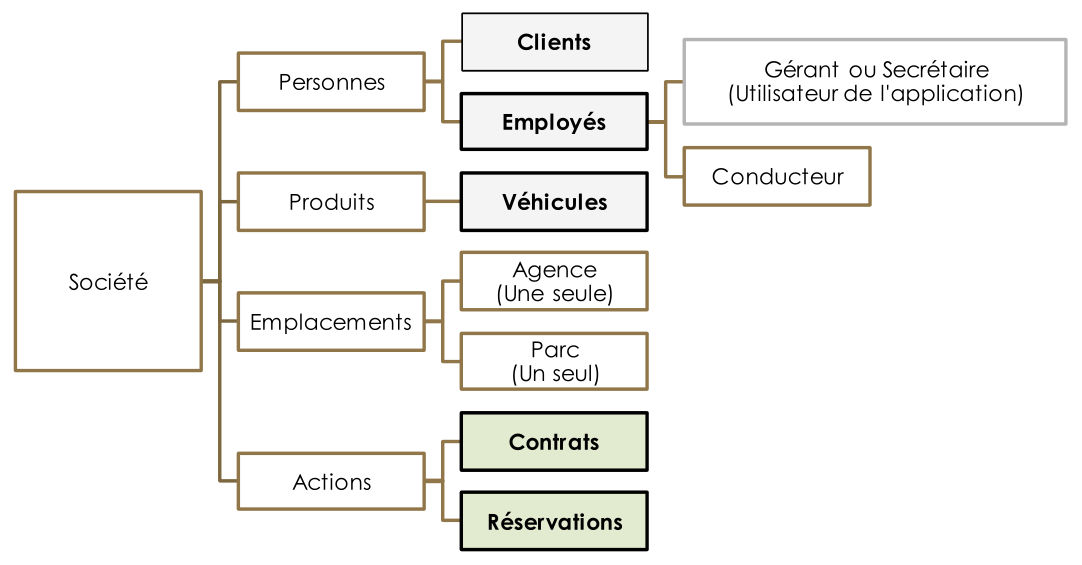 Société
Personnes
Clients
Employés
Gérant ou Secrétaire
(Utilisateur de l'application)
Conducteur
Produits
Véhicules
Emplacements
Agence
(Une seule)
Parc
(Un seul)
Actions
Contrats
Réservations